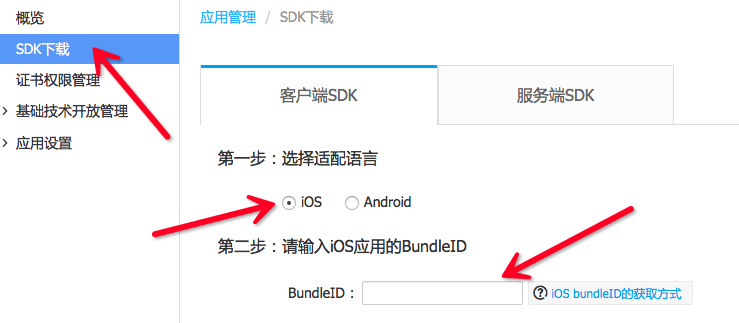 概览
SDK下载
证书权限管理
基础技术开放管理
应用设置
应用管理 / SDK下载
客户端SDK
服务端SDK
第一步：选择适配语言
iOS
Android
第二步：请输入iOS应用的BundleID
BundleID：
? iOS bundleID的获取方式